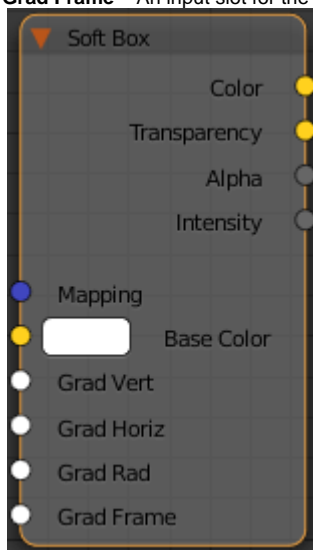 Grad Frame – An input slot for the
Soft Box
Color
Transparency
Alpha
Intensity
Mapping
Base Color
Grad Vert
Grad Horiz
Grad Rad
Grad Frame